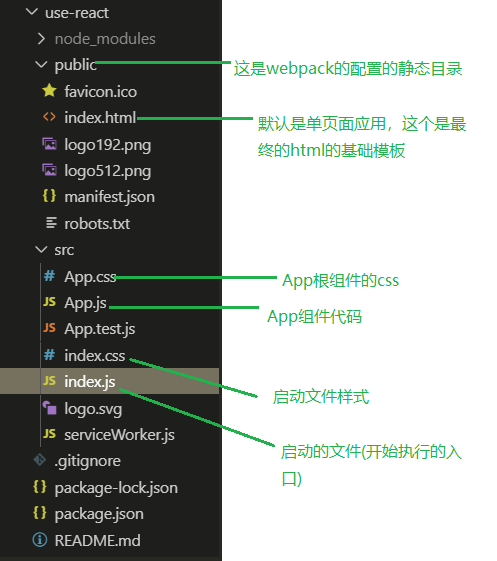 use-react
node_modules
public
这是webpack的配置的静态目录
favicon.ico
index.html
默认是单页面应用，这个是最
终的html的基础模板
logo192.png
logo512.png
manifest.json
robots.txt
src
App.css
App根组件的css
JS App.js
App组件代码
JS App.test.js
index.css
启动文件样式
JS index.js
启动的文件(开始执行的入
口)
logo.svg
JS serviceWorker.js
.gitignore
package-lock.json
package.json
README.md